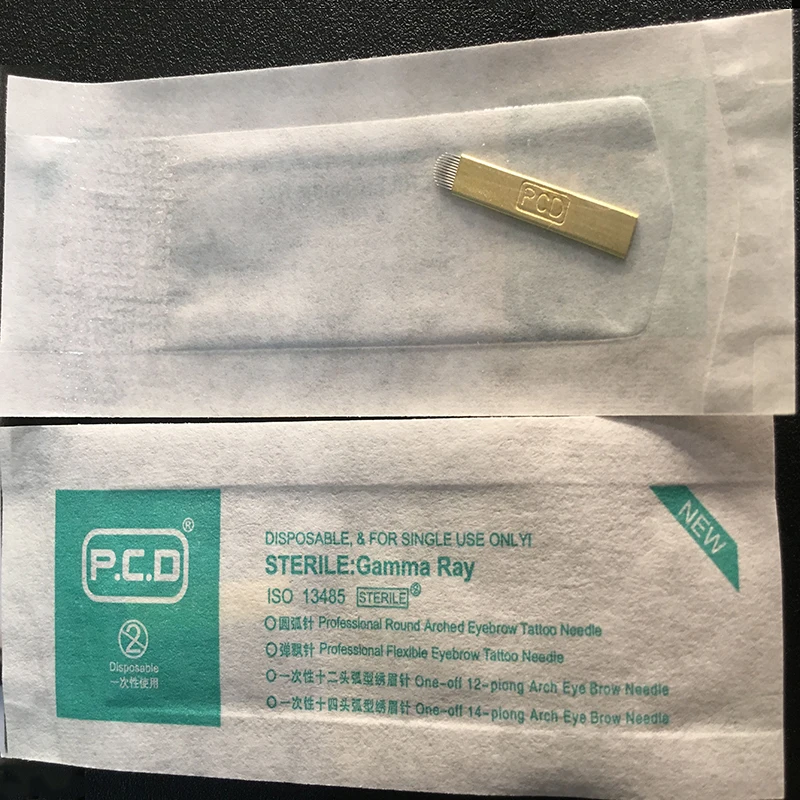 PCD
P.C.D®
2
Disposable
一次性使用
DISPOSABLE, & FOR SINGLE USE ONLY!
STERILE:Gamma Ray
ISO 13485 STERILE
圆弧针 Professional Round Arched Eyebrow Tattoo Needle
弹飘针 Professional Flexible Eyebrow Tattoo Needle
一次性十二头弧型绣眉针 One-off 12-piong Arch Eye Brow Needle
一次性十四头弧型绣眉针 One-off 14-piong Arch Eye Brow Needle
NEW